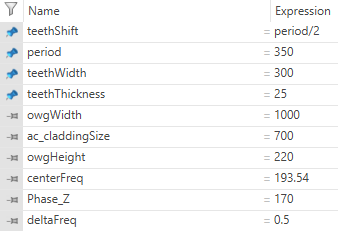 Name Expression
teethShift = period/2
period = 350
teethWidth = 300
teethThickness = 25
owgWidth = 1000
ac_claddingSize = 700
owgHeight = 220
centerFreq = 193.54
Phase_Z = 170
deltaFreq = 0.5